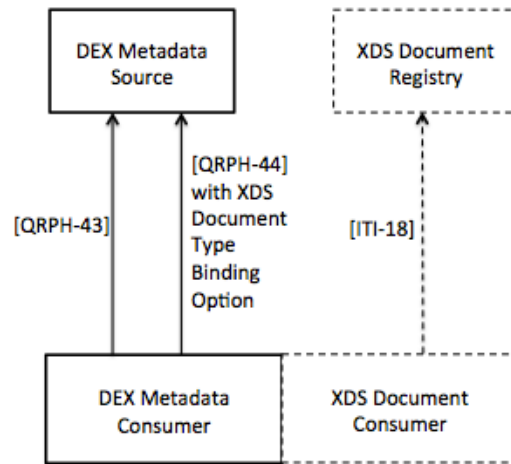 DEX Metadata
Source
XDS Document
Registry
[QRPH-43]
[QRPH-44]
with XDS
Document
Type
Binding
Option
[ITI-18]
DEX Metadata
Consumer
XDS Document
Consumer